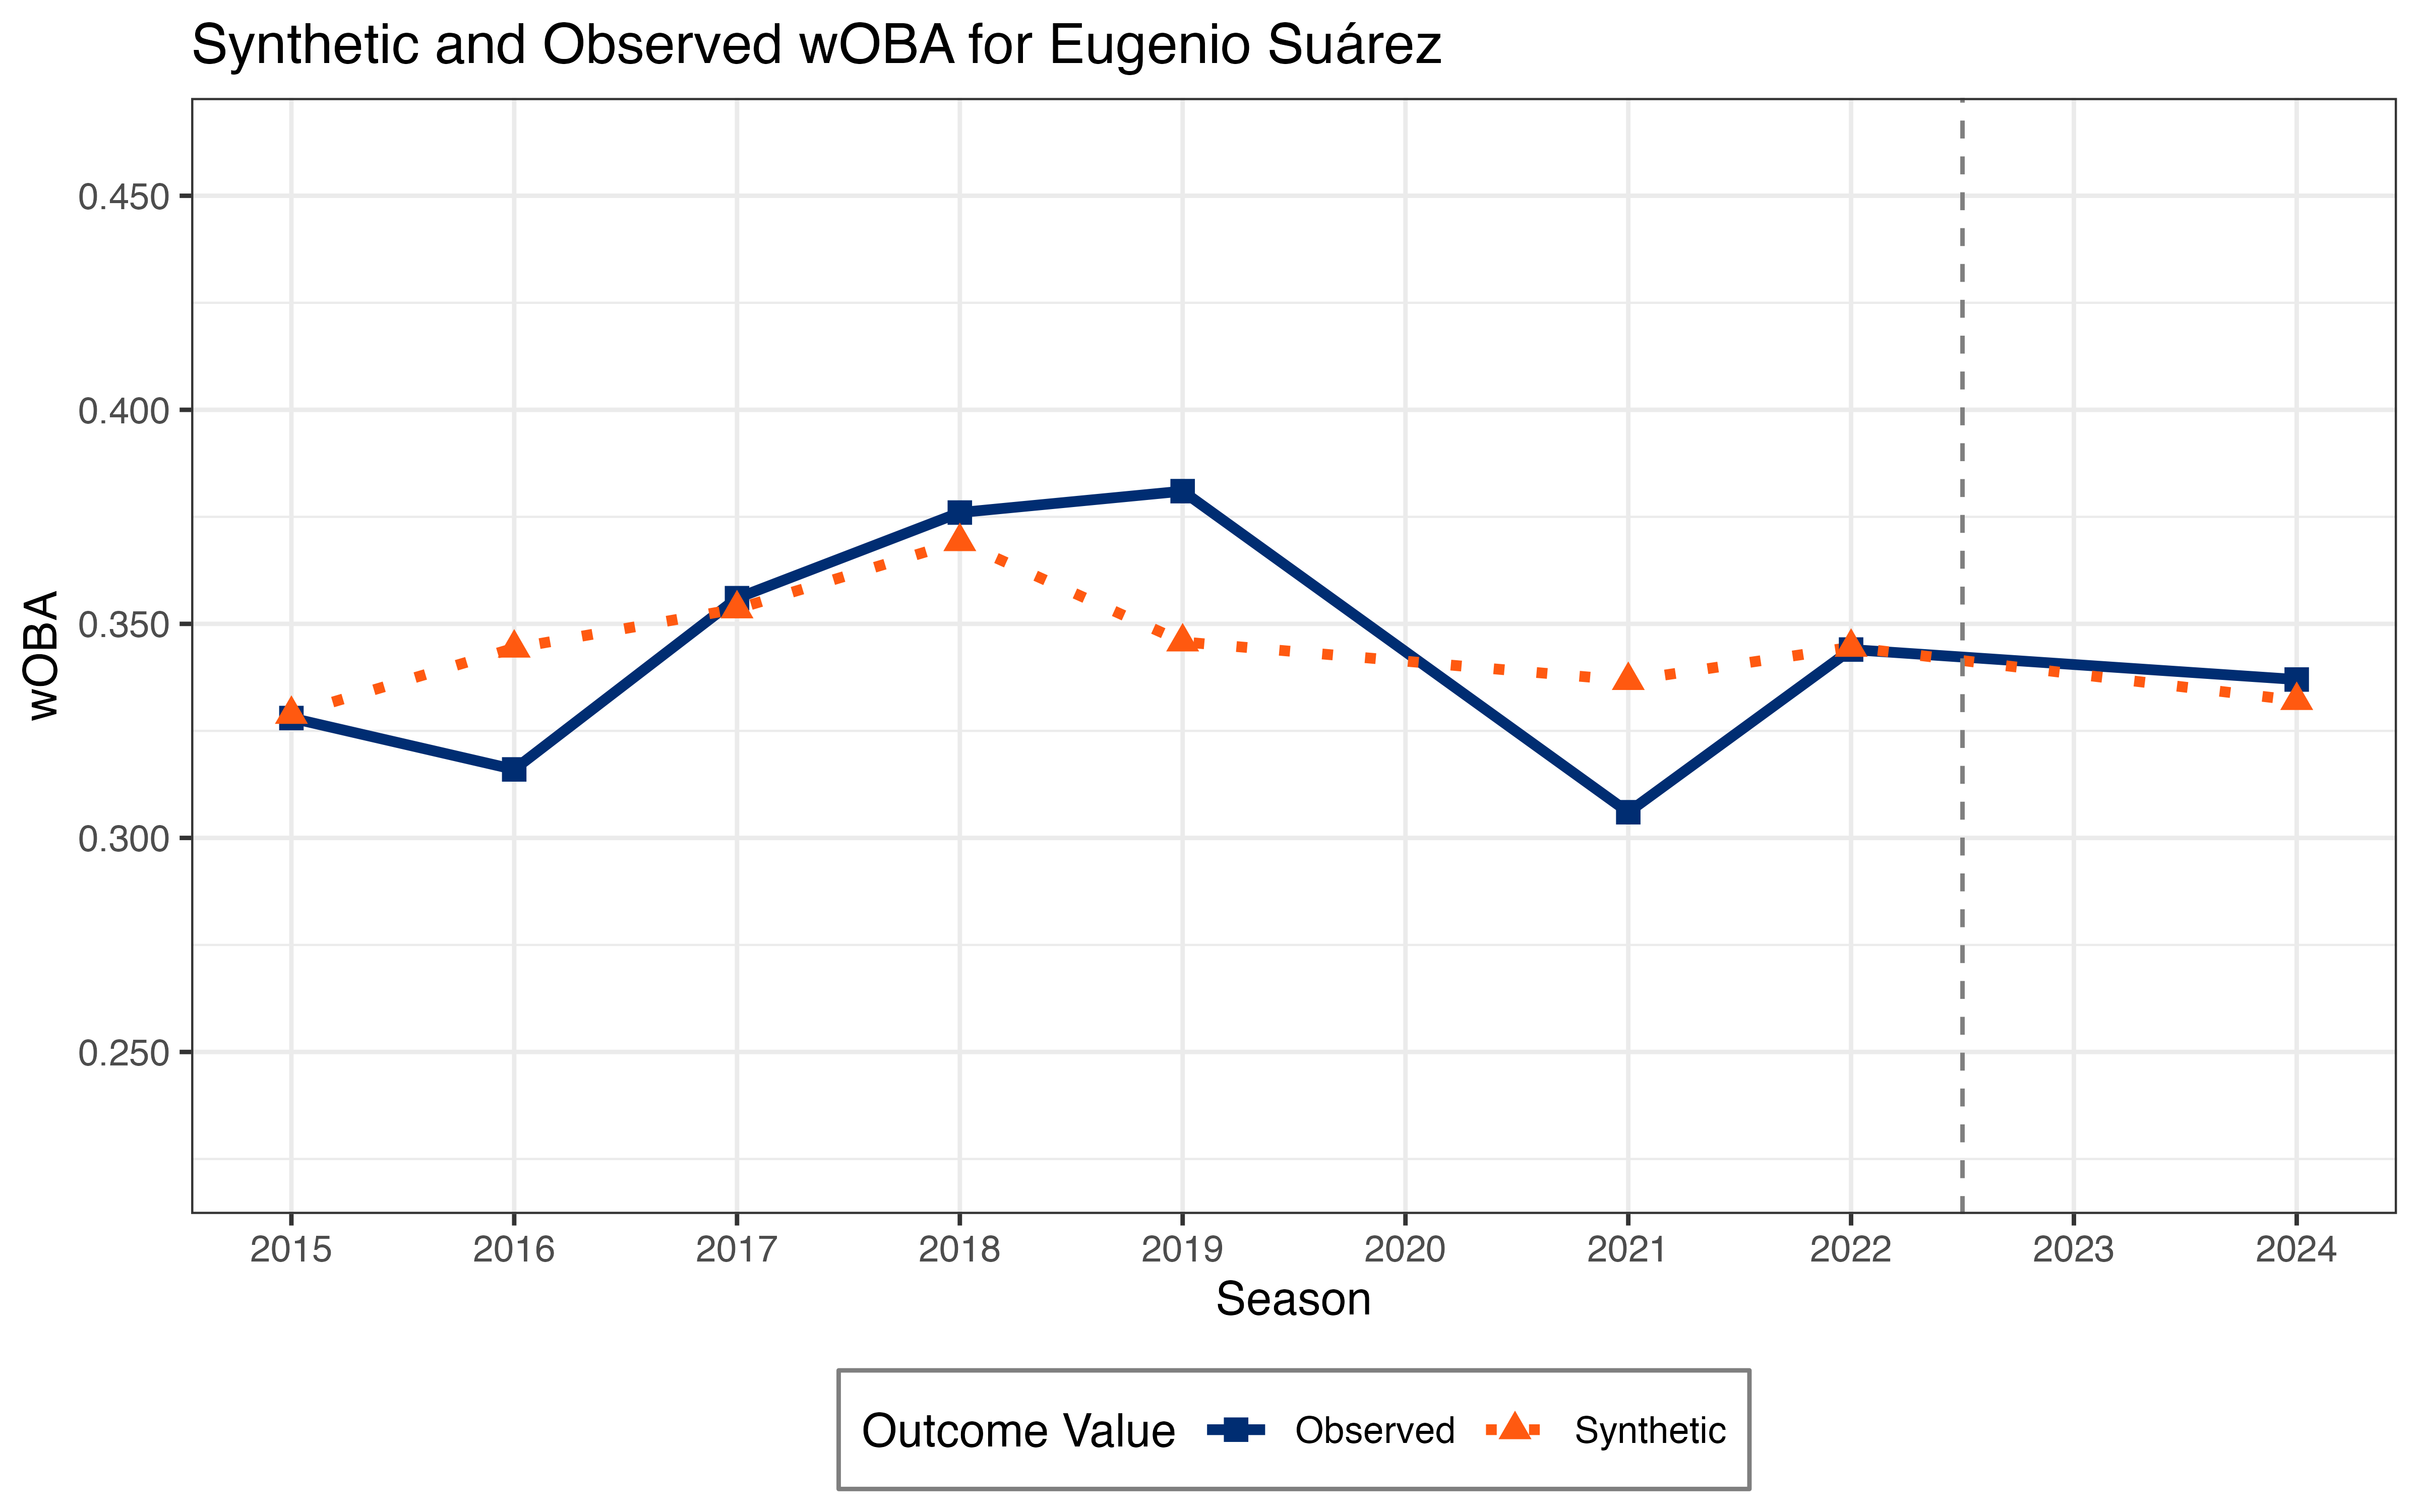 Synthetic and Observed wOBA for Eugenio Suárez
wOBA
0.450
0.400
0.350
0.300
0.250
2015 2016 2017 2018 2019 2020 2021 2022 2023 2024
Season
Outcome Value Observed Synthetic